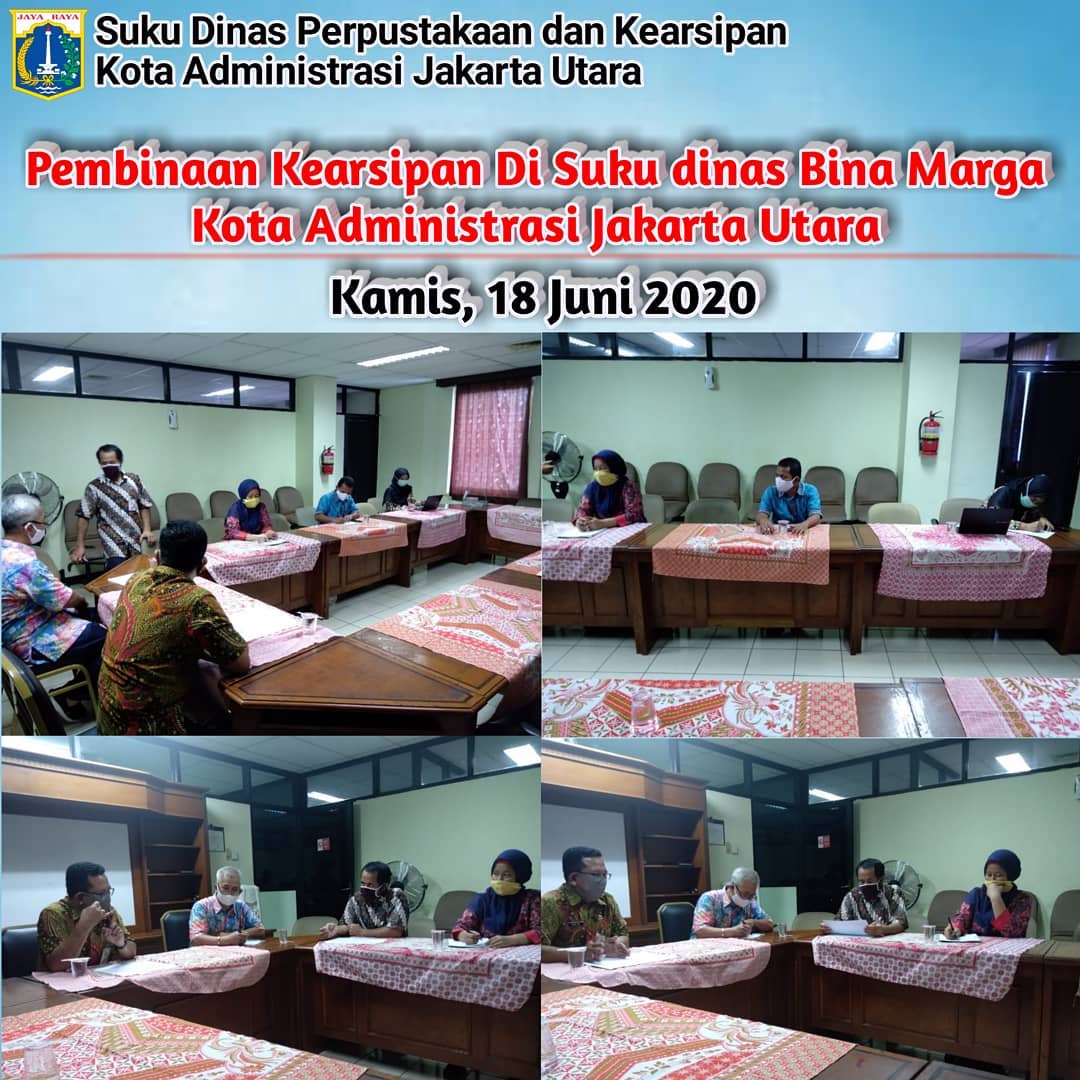 JAYA RAYA
Suku Dinas Perpustakaan dan Kearsipan
Kota Administrasi Jakarta Utara
Pembinaan Kearsipan Di Suku dinas Bina Marga
Kota Administrasi Jakarta Utara
Kamis, 18 Juni 2020